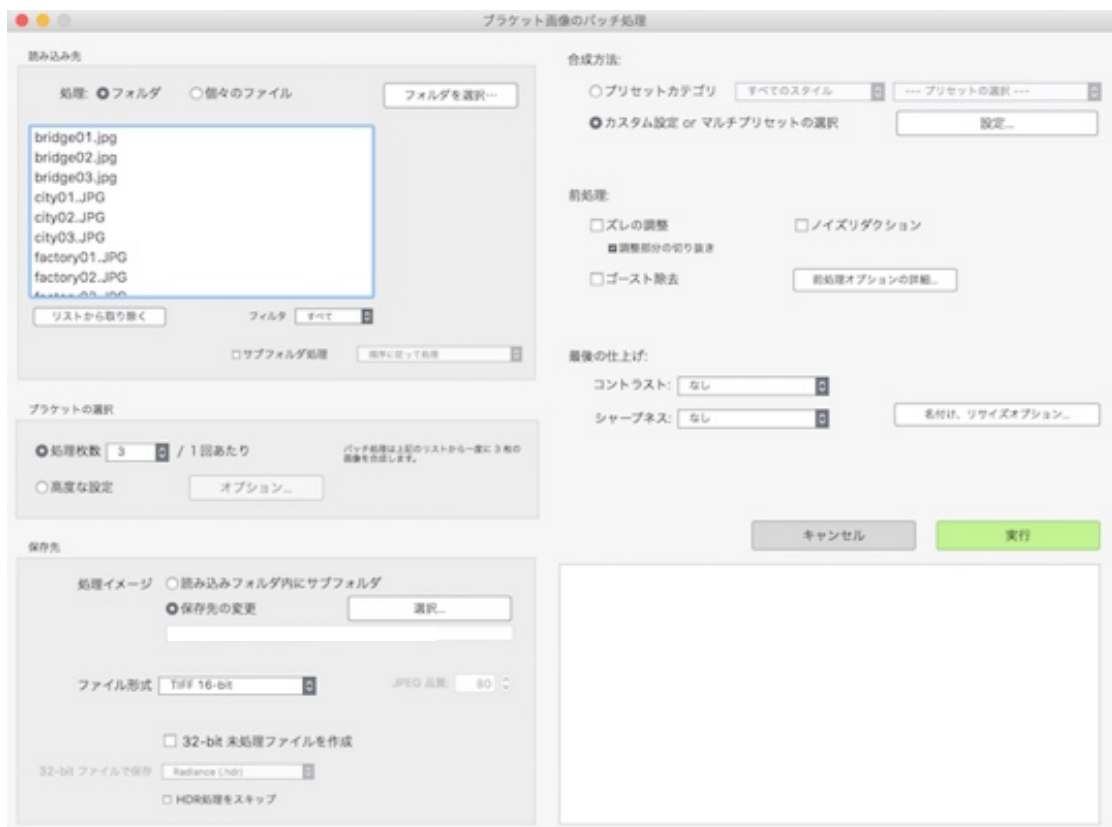 ブラケット画像のバッチ処理
読み込み先
処理: フォルダ 個々のファイル フォルダを選択…
bridge01.jpg
bridge02.jpg
bridge03.jpg
city01.JPG
city02.JPG
city03.JPG
factory01.JPG
factory02.JPG
factory03.JPG
リストから取り除く フィルタ すべて
サブフォルダ処理 順序に従って処理
ブラケットの選択
処理枚数 3 / 1回あたり バッチ処理は上記のリストから一度に 3 枚の
画像を合成します。
高度な設定 オプション...
保存先
処理イメージ 読み込みフォルダ内にサブフォルダ
保存先の変更 選択...
ファイル形式 TIFF 16-bit JPEG 品質: 80
32-bit 未処理ファイルを作成
32-bit ファイルで保存 Radiance (.hdr)
HDR処理をスキップ
合成方法:
プリセットカテゴリ すべてのスタイル --- プリセットの選択 ---
カスタム設定 or マルチプリセットの選択 設定...
前処理:
ズレの調整 ノイズリダクション
調整部分の切り抜き
ゴースト除去 前処理オプションの詳細...
最後の仕上げ:
コントラスト: なし
シャープネス: なし 名付け、リサイズオプション...
キャンセル 実行